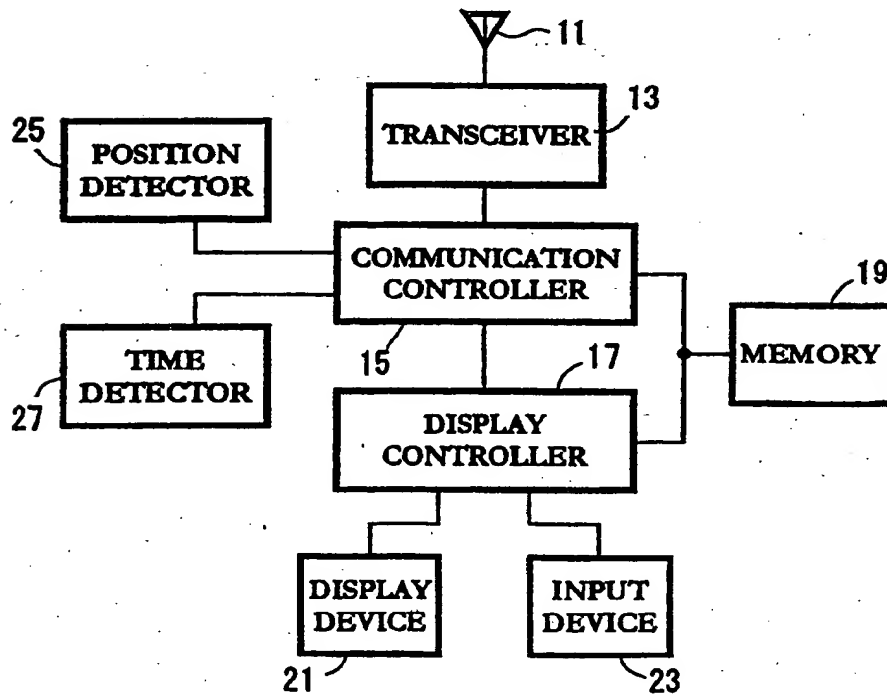 11
TRANSCEIVER
13
25
POSITION
DETECTOR
COMMUNICATION
CONTROLLER
19
MEMORY
TIME
DETECTOR
27
15
17
DISPLAY
CONTROLLER
DISPLAY
DEVICE
21
INPUT
DEVICE
23